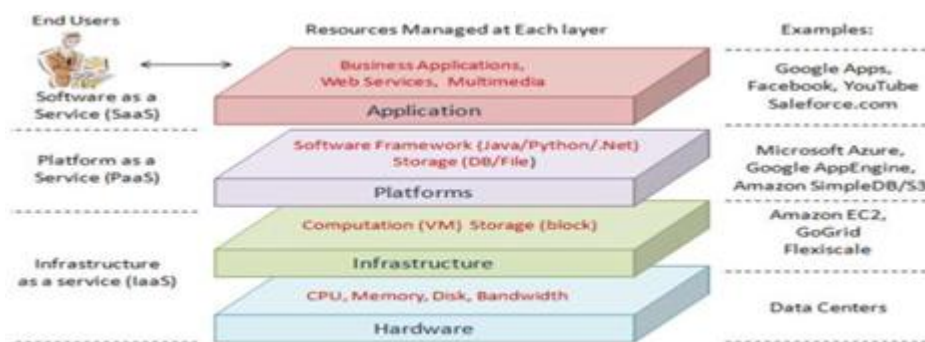 End Users
Resources Managed at Each layer
Examples:
Software as a
Service (SaaS)
Business Applications,
Web Services, Multimedia
Application
Google Apps,
Facebook, YouTube
Saleforce.com
Platform as a
Service (PaaS)
Software Framework (Java/Python/.Net)
Storage (DB/File)
Platforms
Microsoft Azure,
Google AppEngine,
Amazon SimpleDB/S3
Infrastructure
as a service (IaaS)
Computation (VM) Storage (block)
Infrastructure
Amazon EC2,
GoGrid
Flexiscale
CPU, Memory, Disk, Bandwidth
Hardware
Data Centers